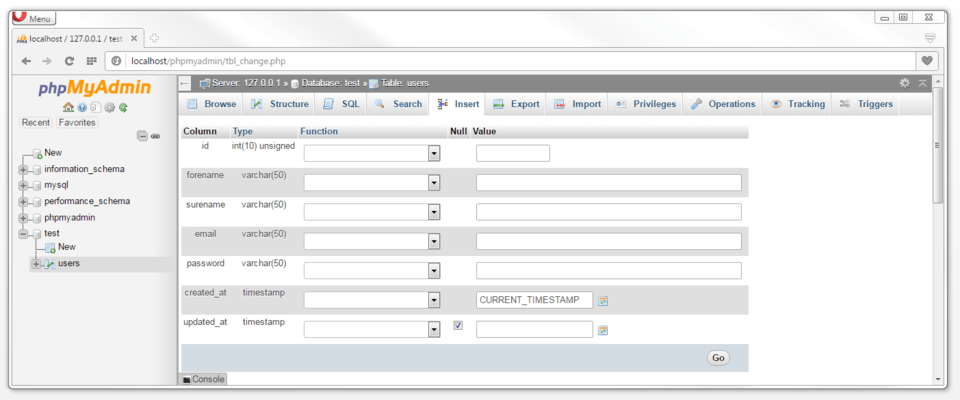 Menu
localhost / 127.0.0.1 / test
localhost/phpmyadmin/tbl_change.php
phpMyAdmin
Recent Favorites
New
information_schema
mysql
performance_schema
phpmyadmin
test
New
users
Server: 127.0.0.1 » Database: test » Table: users
Browse Structure SQL Search Insert Export Import Privileges Operations Tracking Triggers
Column Type Function Null Value
id int(10) unsigned
forename varchar(50)
surename varchar(50)
email varchar(50)
password varchar(50)
created_at timestamp CURRENT_TIMESTAMP
updated_at timestamp
Go
Console